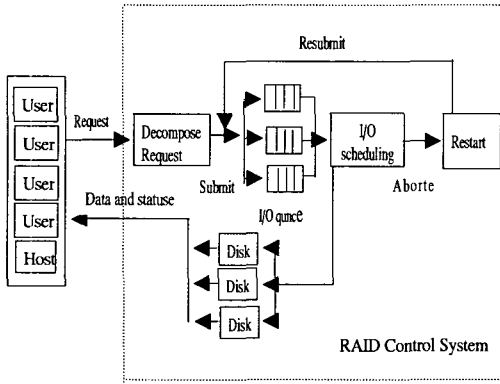 Resubmit
User
User
User
User
Host
Request
Decompose
Request
Submit
I/O qunce
I/O
scheduling
Restart
Aborte
Data and statuse
Disk
Disk
Disk
RAID Control System